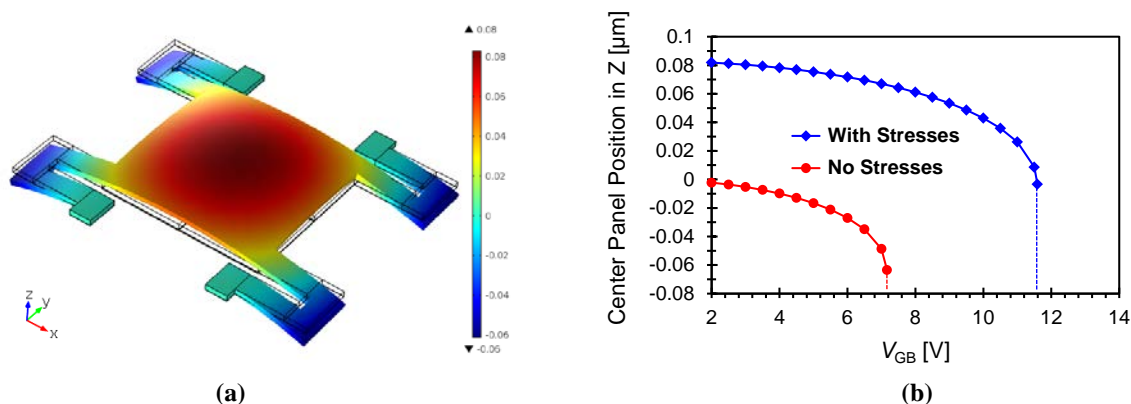 ▲ 0.08
0.08
0.06
0.04
0.02
0
-0.02
-0.04
-0.06
▼ -0.06
z
y
x
(a)
Center Panel Position in Z [µm]
0.1
0.08
0.06
0.04
0.02
0
-0.02
-0.04
-0.06
-0.08
With Stresses
No Stresses
2 4 6 8 10 12 14
VGB [V]
(b)